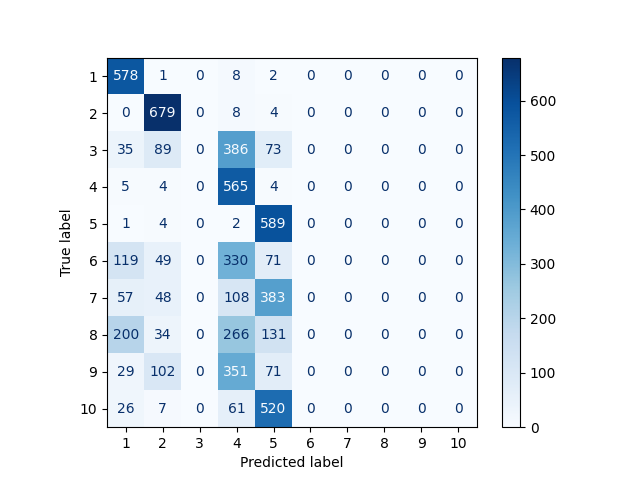 1 578 1 0 8 2 0 0 0 0 0
2 0 679 0 8 4 0 0 0 0 0
3 35 89 0 386 73 0 0 0 0 0
4 5 4 0 565 4 0 0 0 0 0
5 1 4 0 2 589 0 0 0 0 0
6 119 49 0 330 71 0 0 0 0 0
7 57 48 0 108 383 0 0 0 0 0
8 200 34 0 266 131 0 0 0 0 0
9 29 102 0 351 71 0 0 0 0 0
10 26 7 0 61 520 0 0 0 0 0
1 2 3 4 5 6 7 8 9 10
Predicted label
True label
600
500
400
300
200
100
0